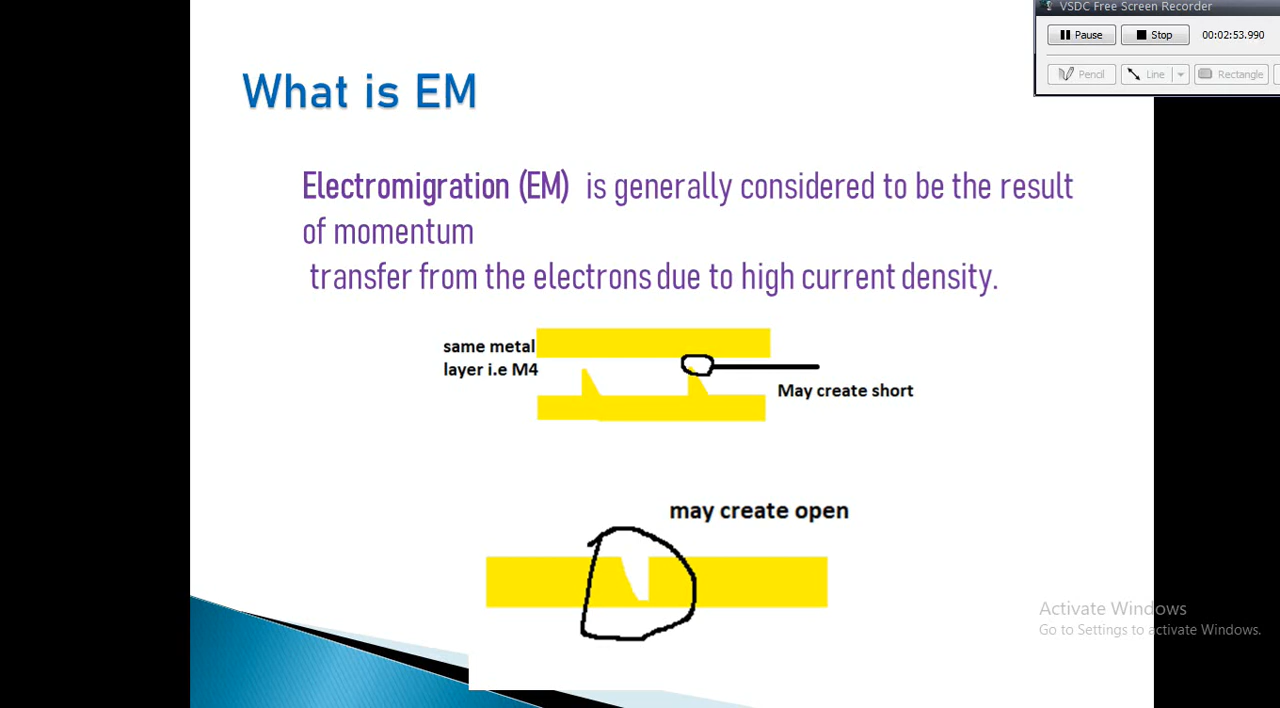 VSDC Free Screen Recorder
Pause
Stop
00:02:53.990
Pencil
Line
Rectangle
What is EM
Electromigration (EM) is generally considered to be the result
of momentum
transfer from the electrons due to high current density.
same metal
layer i.e M4
May create short
may create open
Activate Windows
Go to Settings to activate Windows.